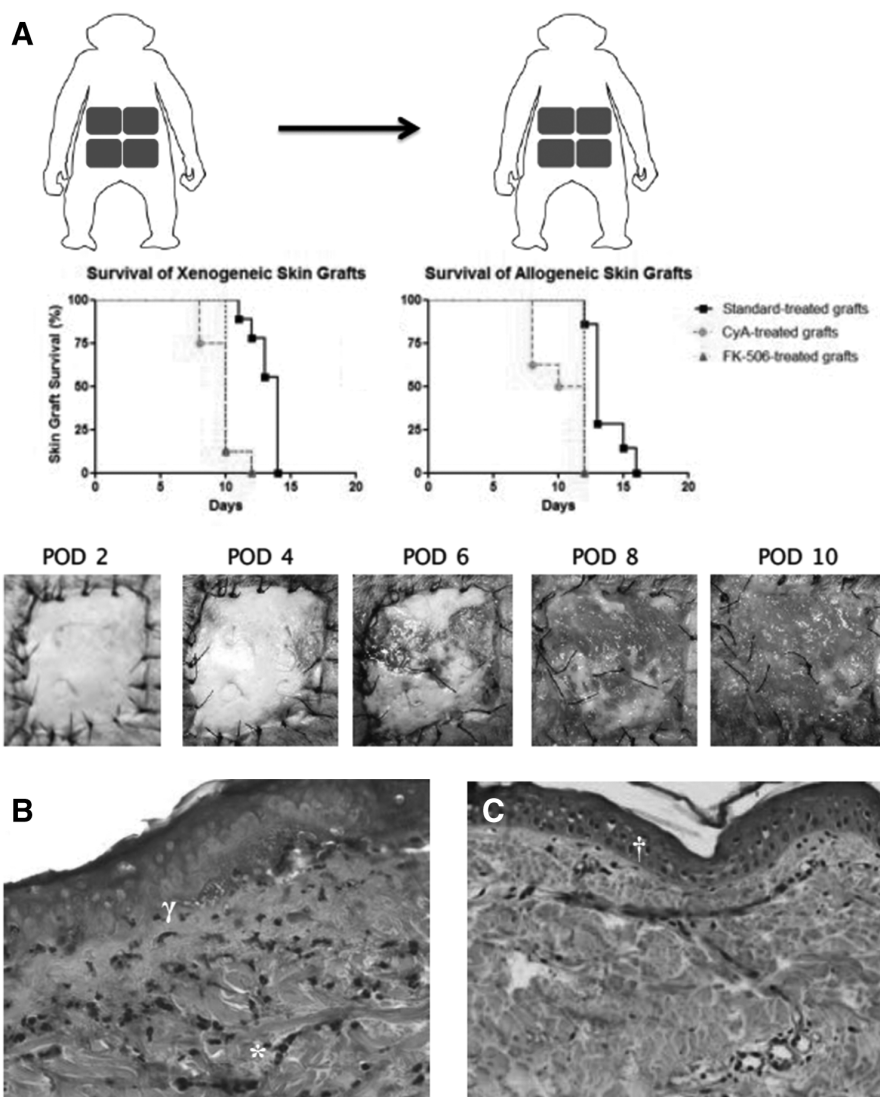 A
Survival of Xenogeneic Skin Grafts
Skin Graft Survival (%)
100
75
50
25
0
0
5
10
15
20
Days
Survival of Allogeneic Skin Grafts
100
75
50
25
0
0
5
10
15
20
Days
Standard-treated grafts
CyA-treated grafts
FK-506-treated grafts
POD 2
POD 4
POD 6
POD 8
POD 10
B
γ
*
C
†